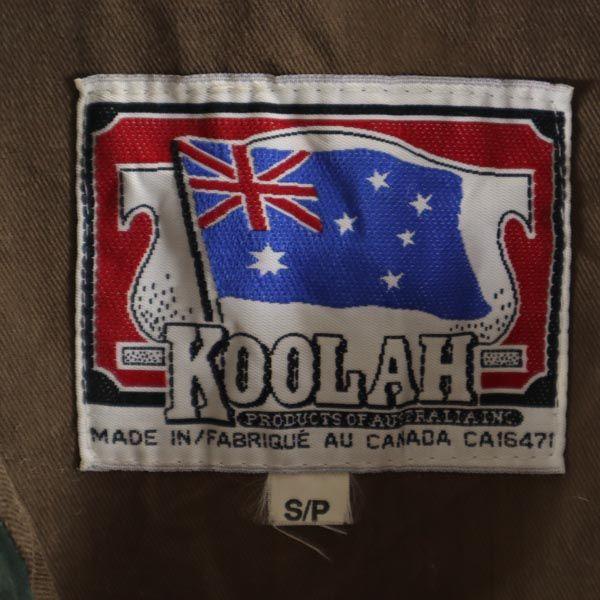 KOOLAH
PRODUCTS OF AUSTRALIA INC.
MADE IN/FABRIQUÉ AU CANADA CA16471
S/P